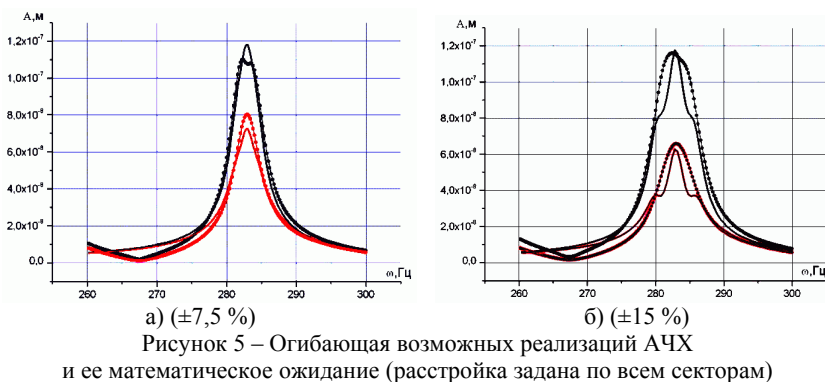 A,м
1,2x10⁻⁷
1,0x10⁻⁷
8,0x10⁻⁸
6,0x10⁻⁸
4,0x10⁻⁸
2,0x10⁻⁸
0,0
260 270 280 290 300
ω,Гц
а) (±7,5 %)
A,м
1,2x10⁻⁷
1,0x10⁻⁷
8,0x10⁻⁸
6,0x10⁻⁸
4,0x10⁻⁸
2,0x10⁻⁸
0,0
260 270 280 290 300
ω,Гц
б) (±15 %)
Рисунок 5 – Огибающая возможных реализаций АЧХ
и ее математическое ожидание (расстройка задана по всем секторам)